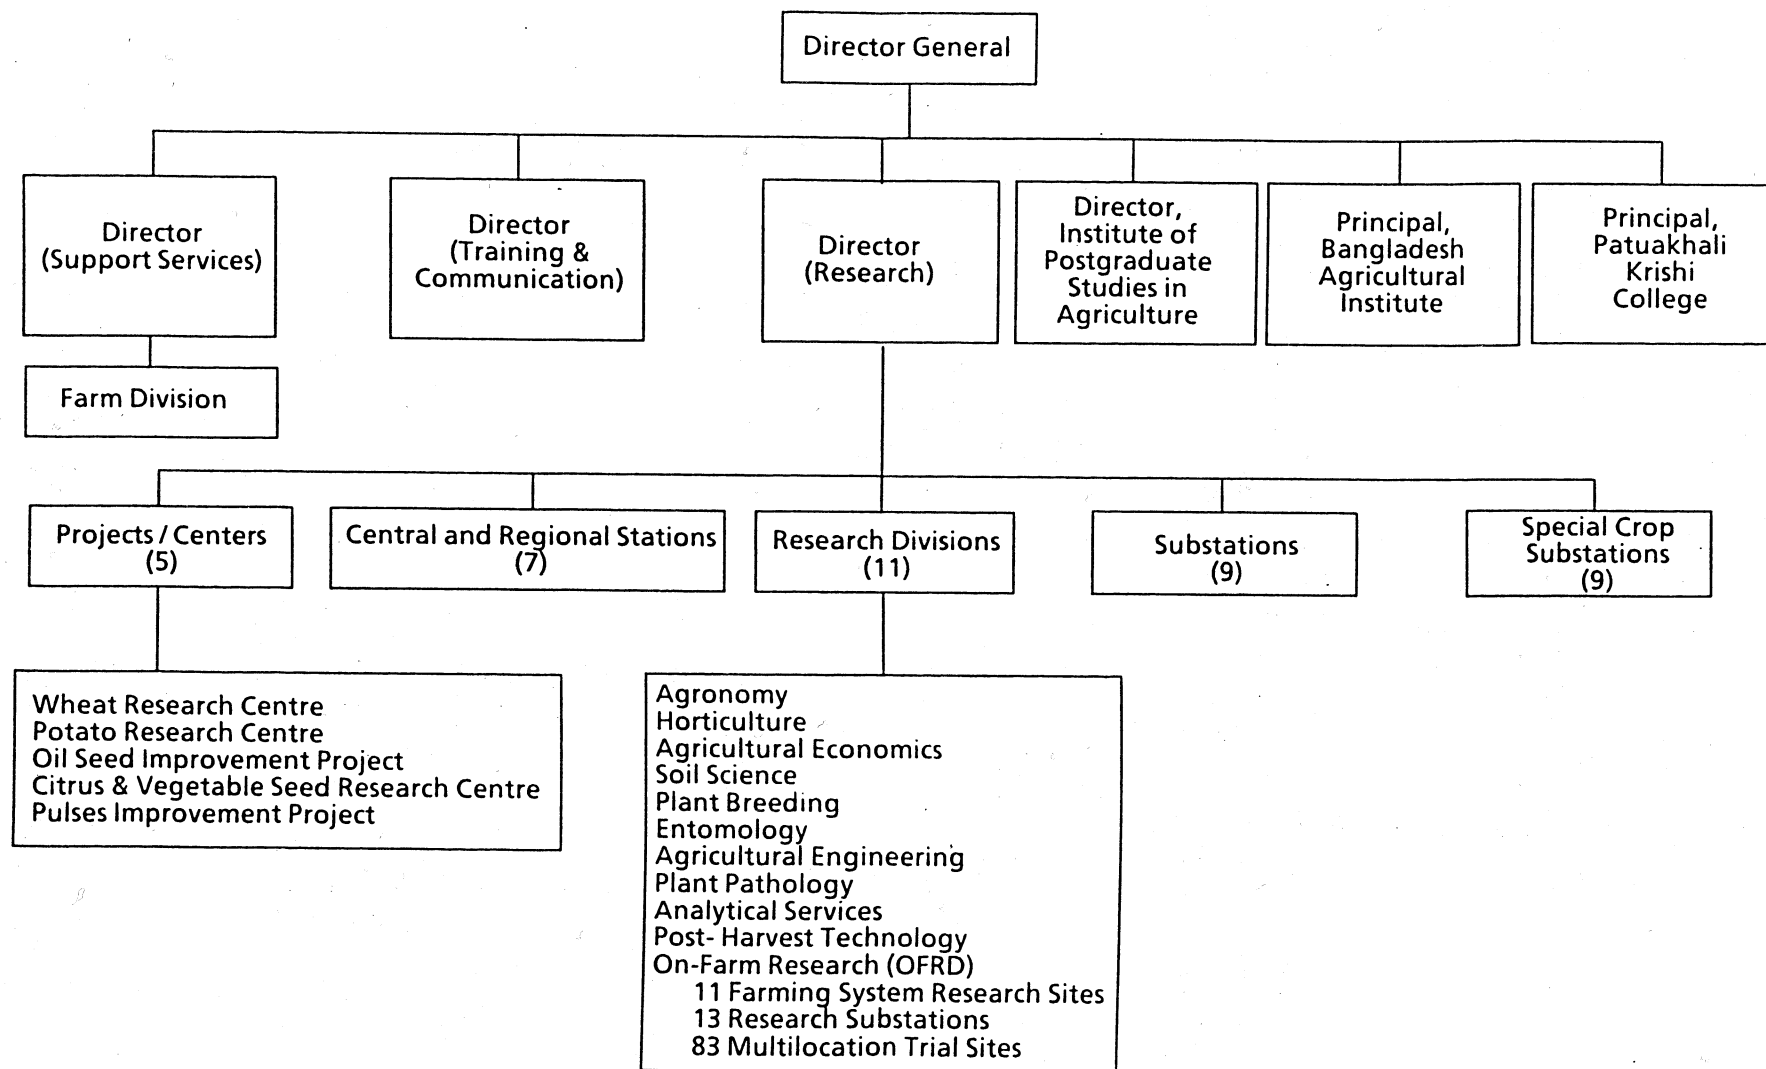 Director General
Director
(Support Services)
Director
(Training &
Communication)
Director
(Research)
Director,
Institute of
Postgraduate
Studies in
Agriculture
Principal,
Bangladesh
Agricultural
Institute
Principal,
Patuakhali
Krishi
College
Farm Division
Projects / Centers
(5)
Central and Regional Stations
(7)
Research Divisions
(11)
Substations
(9)
Special Crop
Substations
(9)
Wheat Research Centre
Potato Research Centre
Oil Seed Improvement Project
Citrus & Vegetable Seed Research Centre
Pulses Improvement Project
Agronomy
Horticulture
Agricultural Economics
Soil Science
Plant Breeding
Entomology
Agricultural Engineering
Plant Pathology
Analytical Services
Post- Harvest Technology
On-Farm Research (OFRD)
11 Farming System Research Sites
13 Research Substations
83 Multilocation Trial Sites